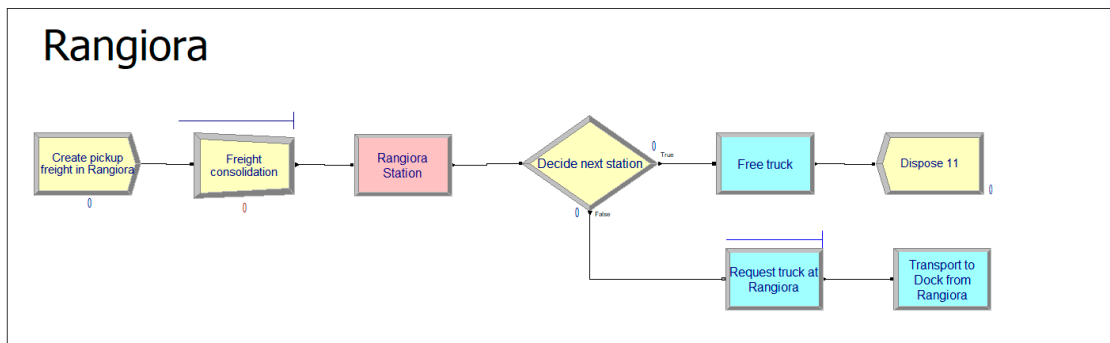 Rangiora
Create pickup
freight in Rangiora
0
Freight
consolidation
0
Rangiora
Station
Decide next station
0
True
0
False
Free truck
Dispose 11
0
Request truck at
Rangiora
Transport to
Dock from
Rangiora